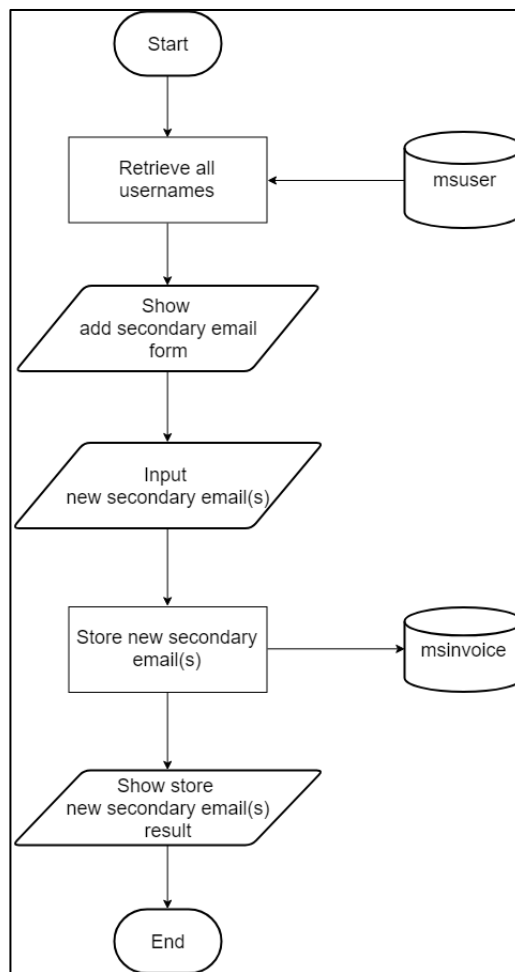 Start
Retrieve all
usernames
msuser
Show
add secondary email
form
Input
new secondary email(s)
Store new secondary
email(s)
msinvoice
Show store
new secondary email(s)
result
End